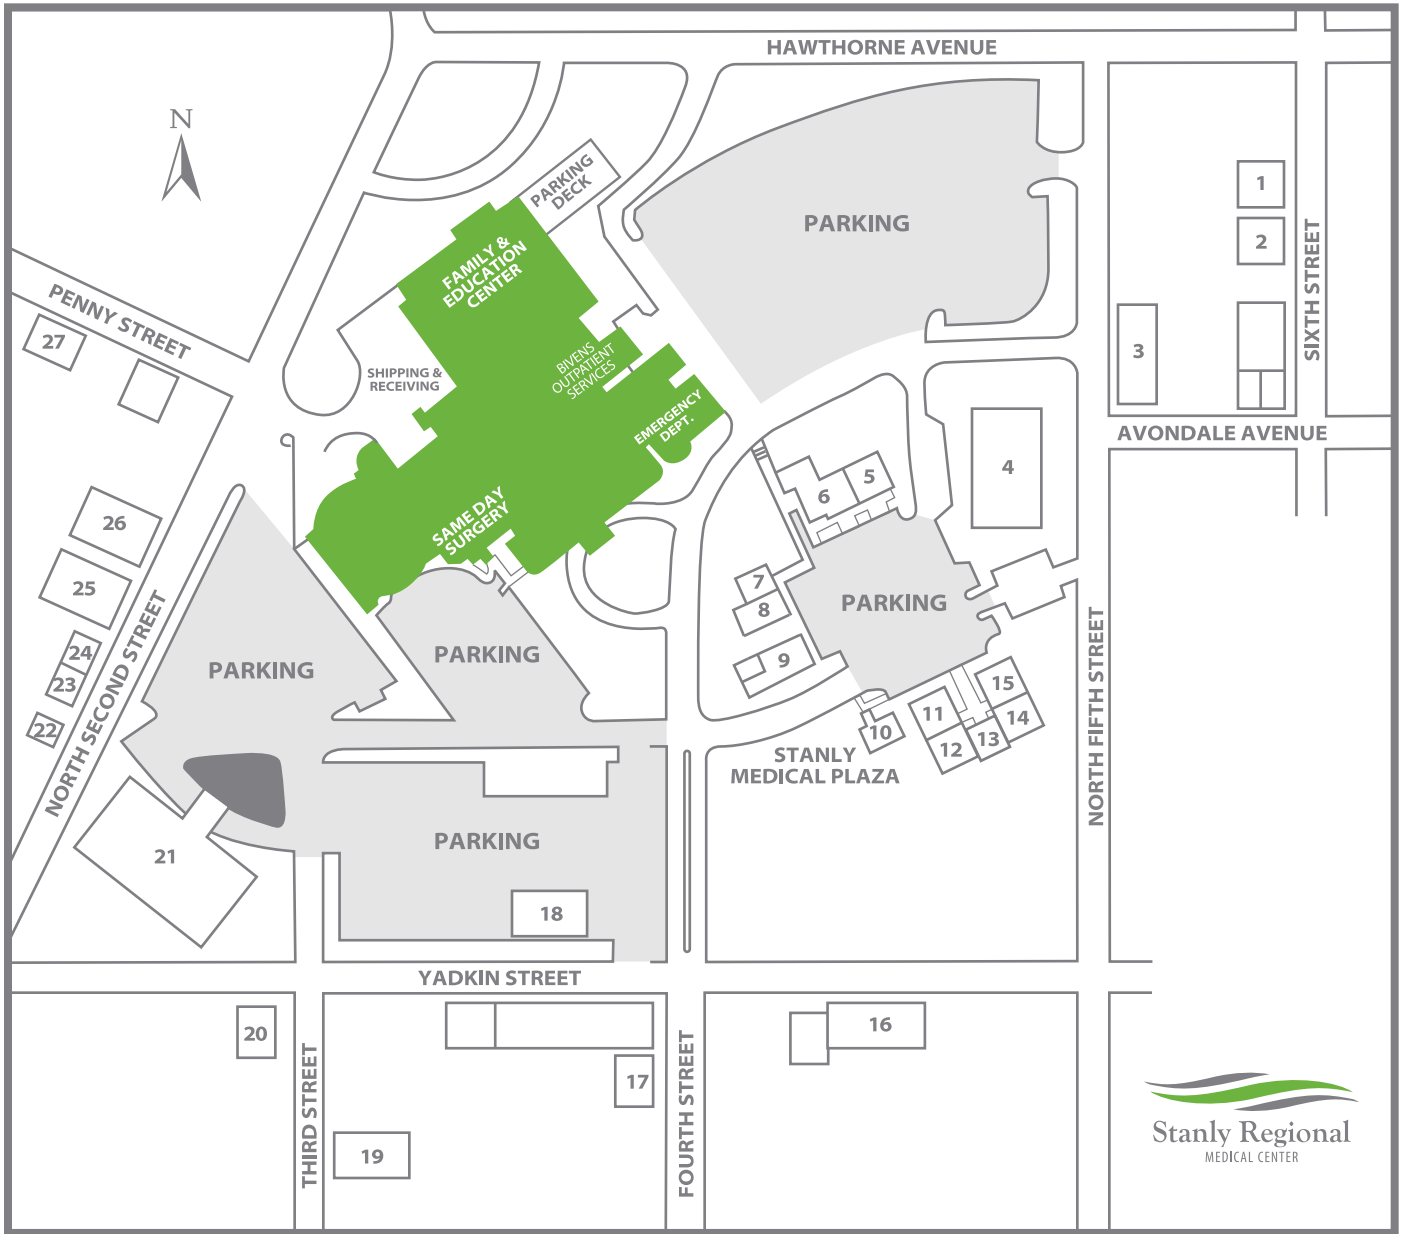 HAWTHORNE AVENUE
N
PARKING
DECK
1
PARKING
2
FAMILY &
EDUCATION
CENTER
SIXTH STREET
PENNY STREET
27
3
BIVENS
OUTPATIENT
SERVICES
SHIPPING &
RECEIVING
EMERGENCY
DEPT.
AVONDALE AVENUE
4
5
6
SAME DAY
SURGERY
26
25
7
8
PARKING
24
23
22
NORTH SECOND STREET
PARKING
PARKING
9
15
14
13
12
11
10
NORTH FIFTH STREET
STANLY
MEDICAL PLAZA
PARKING
21
18
YADKIN STREET
20
16
17
THIRD STREET
FOURTH STREET
19
Stanly Regional
MEDICAL CENTER